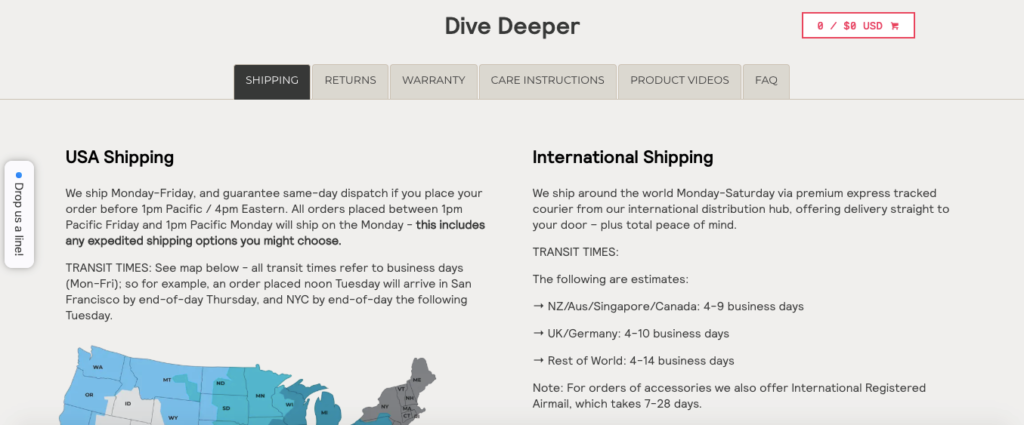 Dive Deeper
0 / $0 USD
SHIPPING
RETURNS
WARRANTY
CARE INSTRUCTIONS
PRODUCT VIDEOS
FAQ
Drop us a line!
USA Shipping
We ship Monday-Friday, and guarantee same-day dispatch if you place your
order before 1pm Pacific / 4pm Eastern. All orders placed between 1pm
Pacific Friday and 1pm Pacific Monday will ship on the Monday - this includes
any expedited shipping options you might choose.
TRANSIT TIMES: See map below - all transit times refer to business days
(Mon-Fri); so for example, an order placed noon Tuesday will arrive in San
Francisco by end-of-day Thursday, and NYC by end-of-day the following
Tuesday.
WA
OR
ID
MT
WY
ND
SD
MN
WI
MI
NY
VT
ME
NH
MA
CT
International Shipping
We ship around the world Monday-Saturday via premium express tracked
courier from our international distribution hub, offering delivery straight to
your door – plus total peace of mind.
TRANSIT TIMES:
The following are estimates:
→ NZ/Aus/Singapore/Canada: 4-9 business days
→ UK/Germany: 4-10 business days
→ Rest of World: 4-14 business days
Note: For orders of accessories we also offer International Registered
Airmail, which takes 7-28 days.